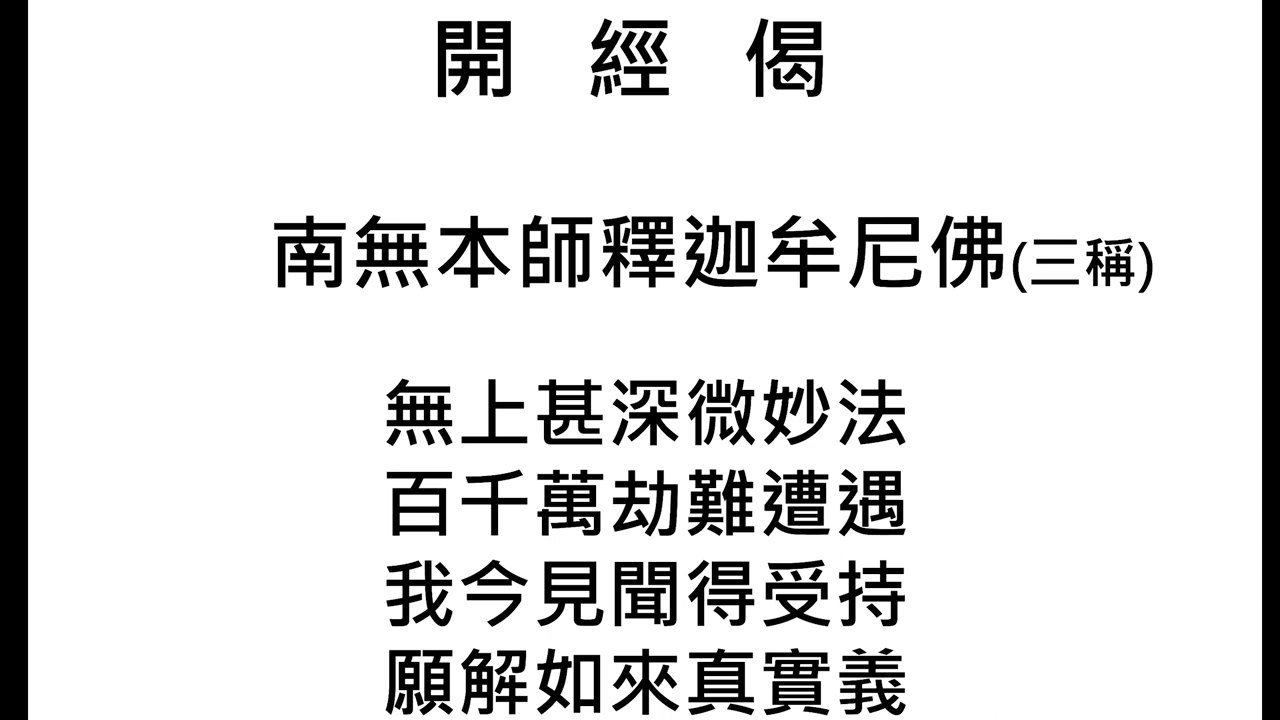 開經偈
南無本師釋迦牟尼佛(三稱)
無上甚深微妙法
百千萬劫難遭遇
我今見聞得受持
願解如來真實義